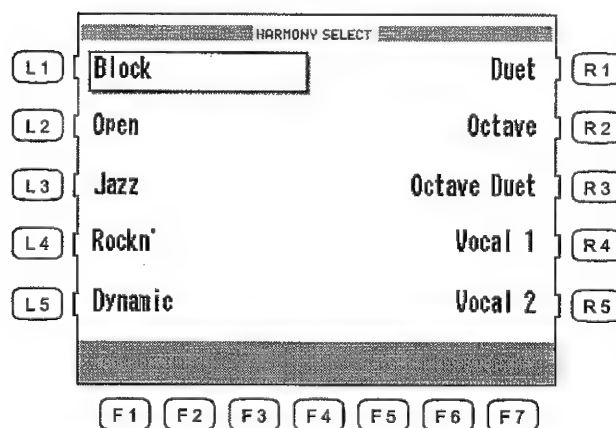 HARMONY SELECT
L1 Block Duet R1
L2 Open Octave R2
L3 Jazz Octave Duet R3
L4 Rockn' Vocal 1 R4
L5 Dynamic Vocal 2 R5
F1 F2 F3 F4 F5 F6 F7